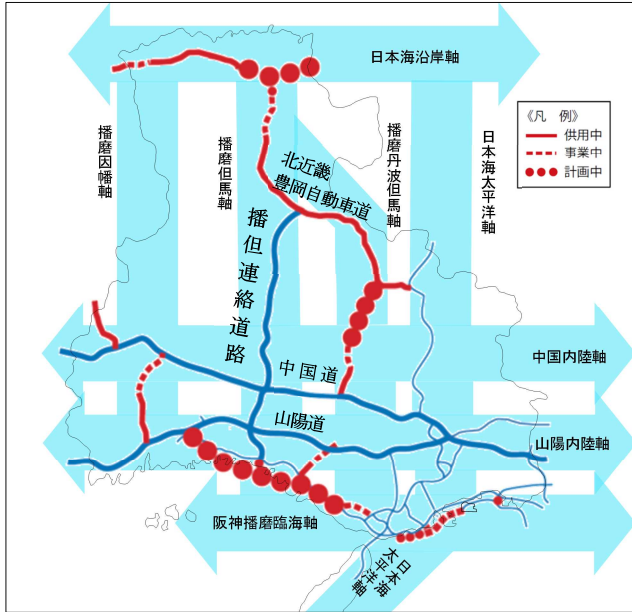 日本海沿岸軸
《凡 例》
供用中
事業中
計画中
播磨因幡軸
播磨但馬軸
播磨丹波但馬軸
日本海太平洋軸
北近畿
豊岡自動車道
播但連絡道路
中国道
中国内陸軸
山陽道
山陽内陸軸
阪神播磨臨海軸
日本海
太平洋軸